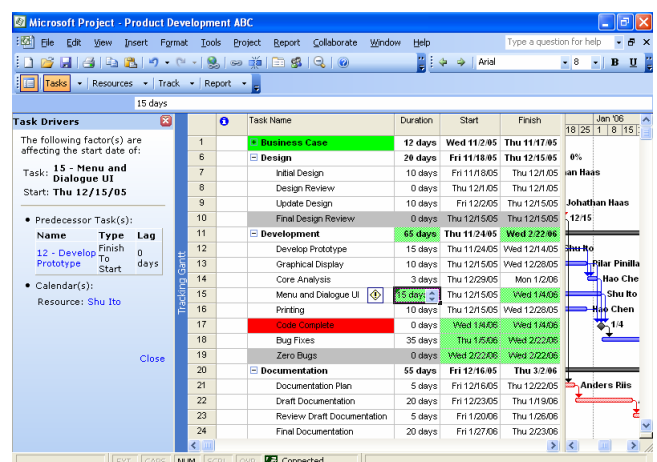 Microsoft Project - Product Development ABC
File Edit View Insert Format Tools Project Report Collaborate Window Help Type a question for help
Arial 8 B U
Tasks Resources Track Report
15 days
Task Drivers
The following factor(s) are
affecting the start date of:
Task: 15 - Menu and
Dialogue UI
Start: Thu 12/15/05
Predecessor Task(s):
Name Type Lag
12 - Develop Prototype Finish To Start 0 days
Calendar(s):
Resource: Shu Ito
Close
Tracking Gantt
Task Name Duration Start Finish Jan '06
18 25 1 8 15
1 Business Case 12 days Wed 11/2/05 Thu 11/17/05
6 Design 20 days Fri 11/18/05 Thu 12/15/05 0%
7 Initial Design 10 days Fri 11/18/05 Thu 12/1/05 an Haas
8 Design Review 0 days Thu 12/1/05 Thu 12/1/05
9 Update Design 10 days Fri 12/2/05 Thu 12/15/05 Johathan Haas
10 Final Design Review 0 days Thu 12/15/05 Thu 12/15/05 12/15
11 Development 65 days Thu 11/24/05 Wed 2/22/06
12 Develop Prototype 15 days Thu 11/24/05 Wed 12/14/05 Shu Ito
13 Graphical Display 10 days Thu 12/15/05 Wed 12/28/05 Pilar Pinilla
14 Core Analysis 3 days Thu 12/29/05 Mon 1/2/06 Hao Che
15 Menu and Dialogue UI 15 days Thu 12/15/05 Wed 1/4/06 Shu Ito
16 Printing 10 days Thu 12/15/05 Wed 12/28/05 Hao Chen
17 Code Complete 0 days Wed 1/4/06 Wed 1/4/06 1/4
18 Bug Fixes 35 days Thu 1/5/06 Wed 2/22/06
19 Zero Bugs 0 days Wed 2/22/06 Wed 2/22/06
20 Documentation 55 days Fri 12/16/05 Thu 3/2/06
21 Documentation Plan 5 days Fri 12/16/05 Thu 12/22/05 Anders Riis
22 Draft Documentation 20 days Fri 12/23/05 Thu 1/19/06
23 Review Draft Documentation 5 days Fri 1/20/06 Thu 1/26/06
24 Final Documentation 20 days Fri 1/27/06 Thu 2/23/06
EXT CAPS NUM SCRL OVR Connected